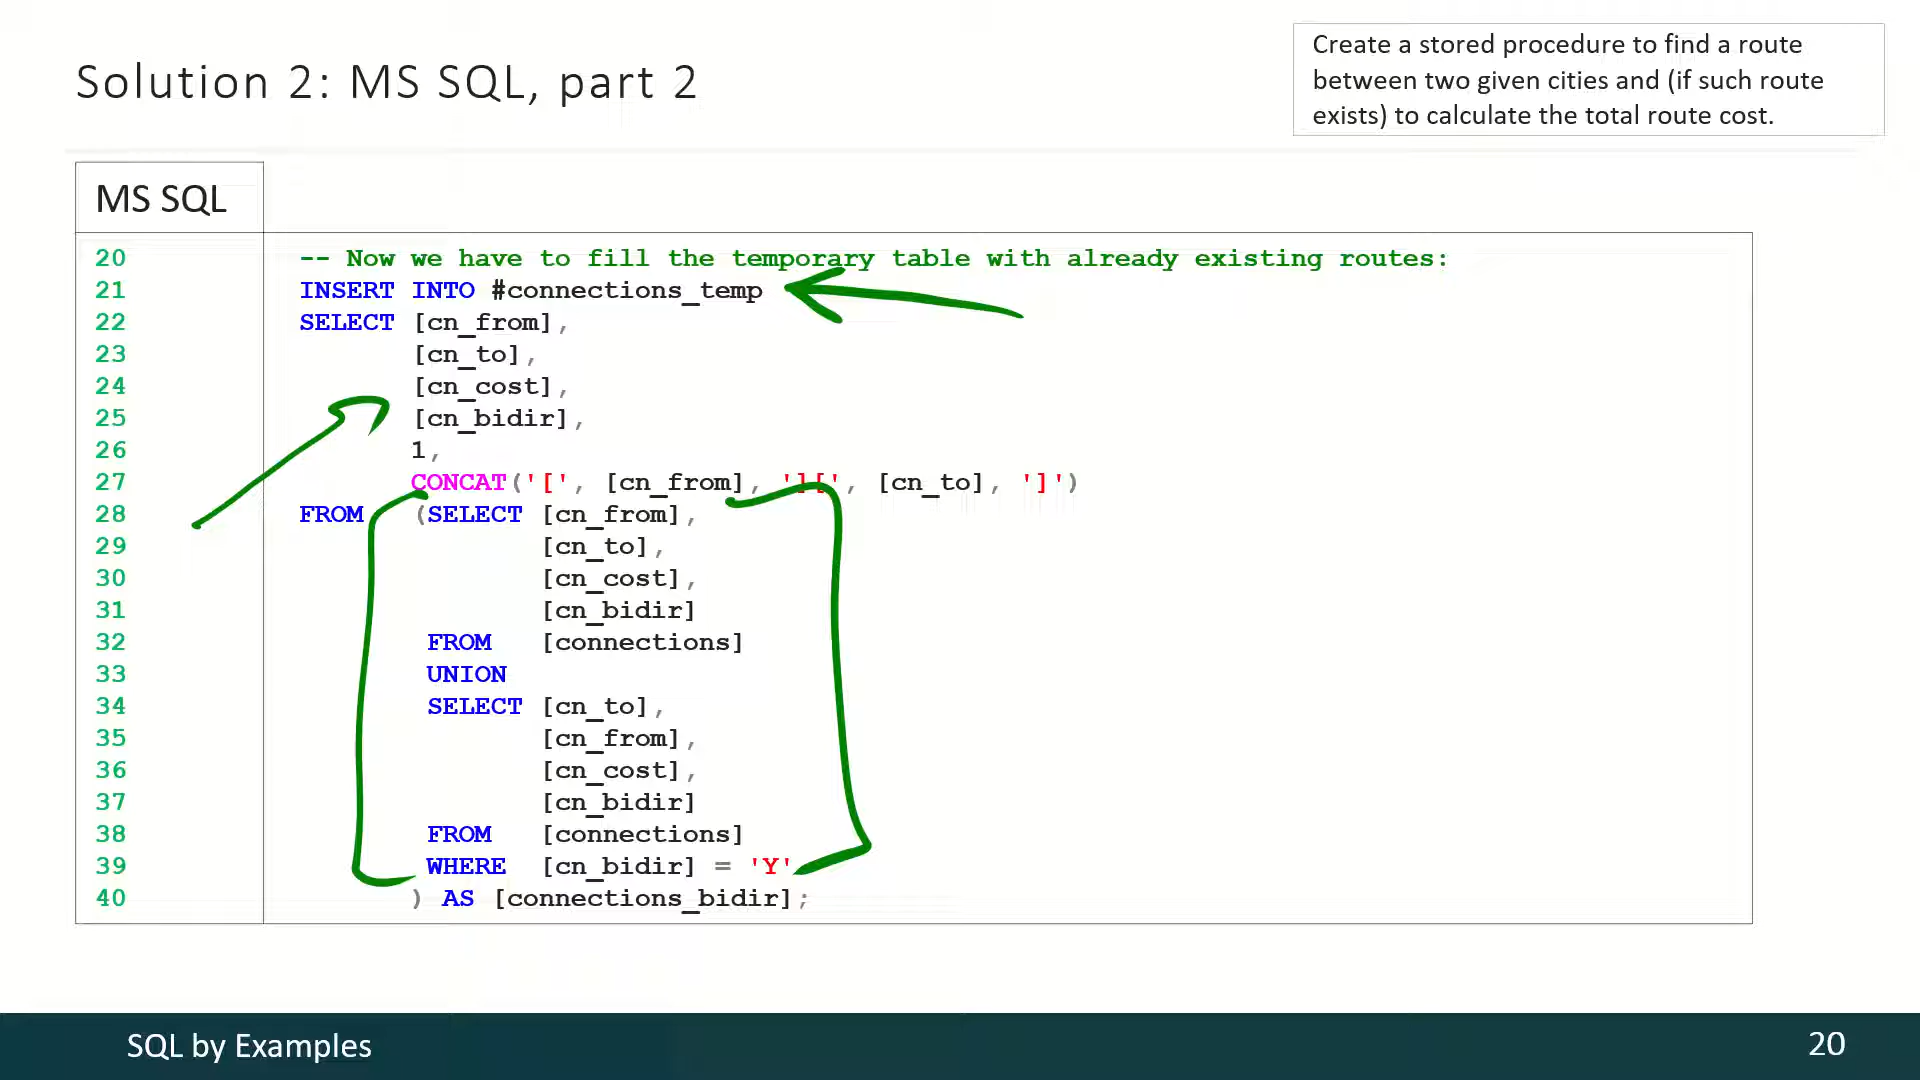 Solution 2: MS SQL, part 2
Create a stored procedure to find a route
between two given cities and (if such route
exists) to calculate the total route cost.
MS SQL
20 -- Now we have to fill the temporary table with already existing routes:
21 INSERT INTO #connections_temp
22 SELECT [cn_from],
23 [cn_to],
24 [cn_cost],
25 [cn_bidir],
26 1,
27 CONCAT('[', [cn_from], '][', [cn_to], ']')
28 FROM (SELECT [cn_from],
29 [cn_to],
30 [cn_cost],
31 [cn_bidir]
32 FROM [connections]
33 UNION
34 SELECT [cn_to],
35 [cn_from],
36 [cn_cost],
37 [cn_bidir]
38 FROM [connections]
39 WHERE [cn_bidir] = 'Y'
40 ) AS [connections_bidir];
SQL by Examples
20